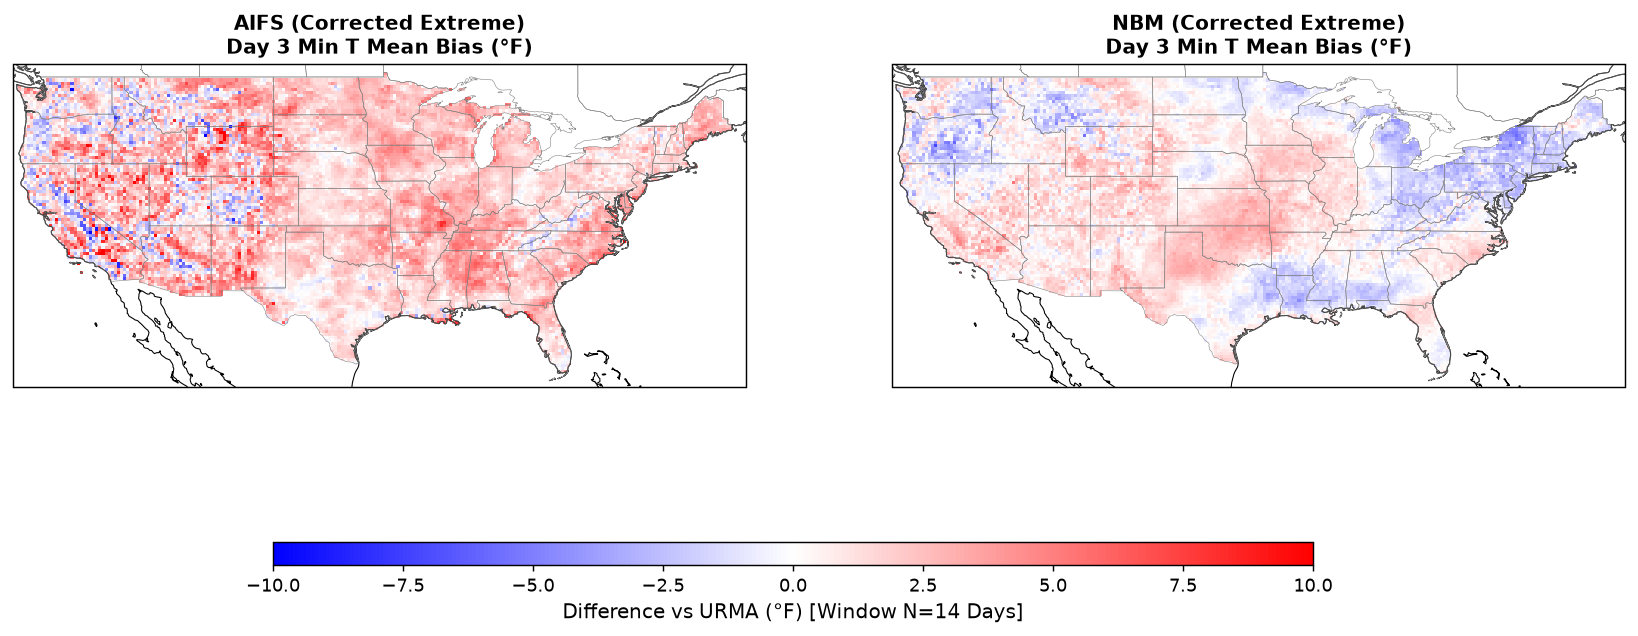 AIFS (Corrected Extreme)
Day 3 Min T Mean Bias (°F)
NBM (Corrected Extreme)
Day 3 Min T Mean Bias (°F)
−10.0 −7.5 −5.0 −2.5 0.0 2.5 5.0 7.5 10.0
Difference vs URMA (°F) [Window N=14 Days]